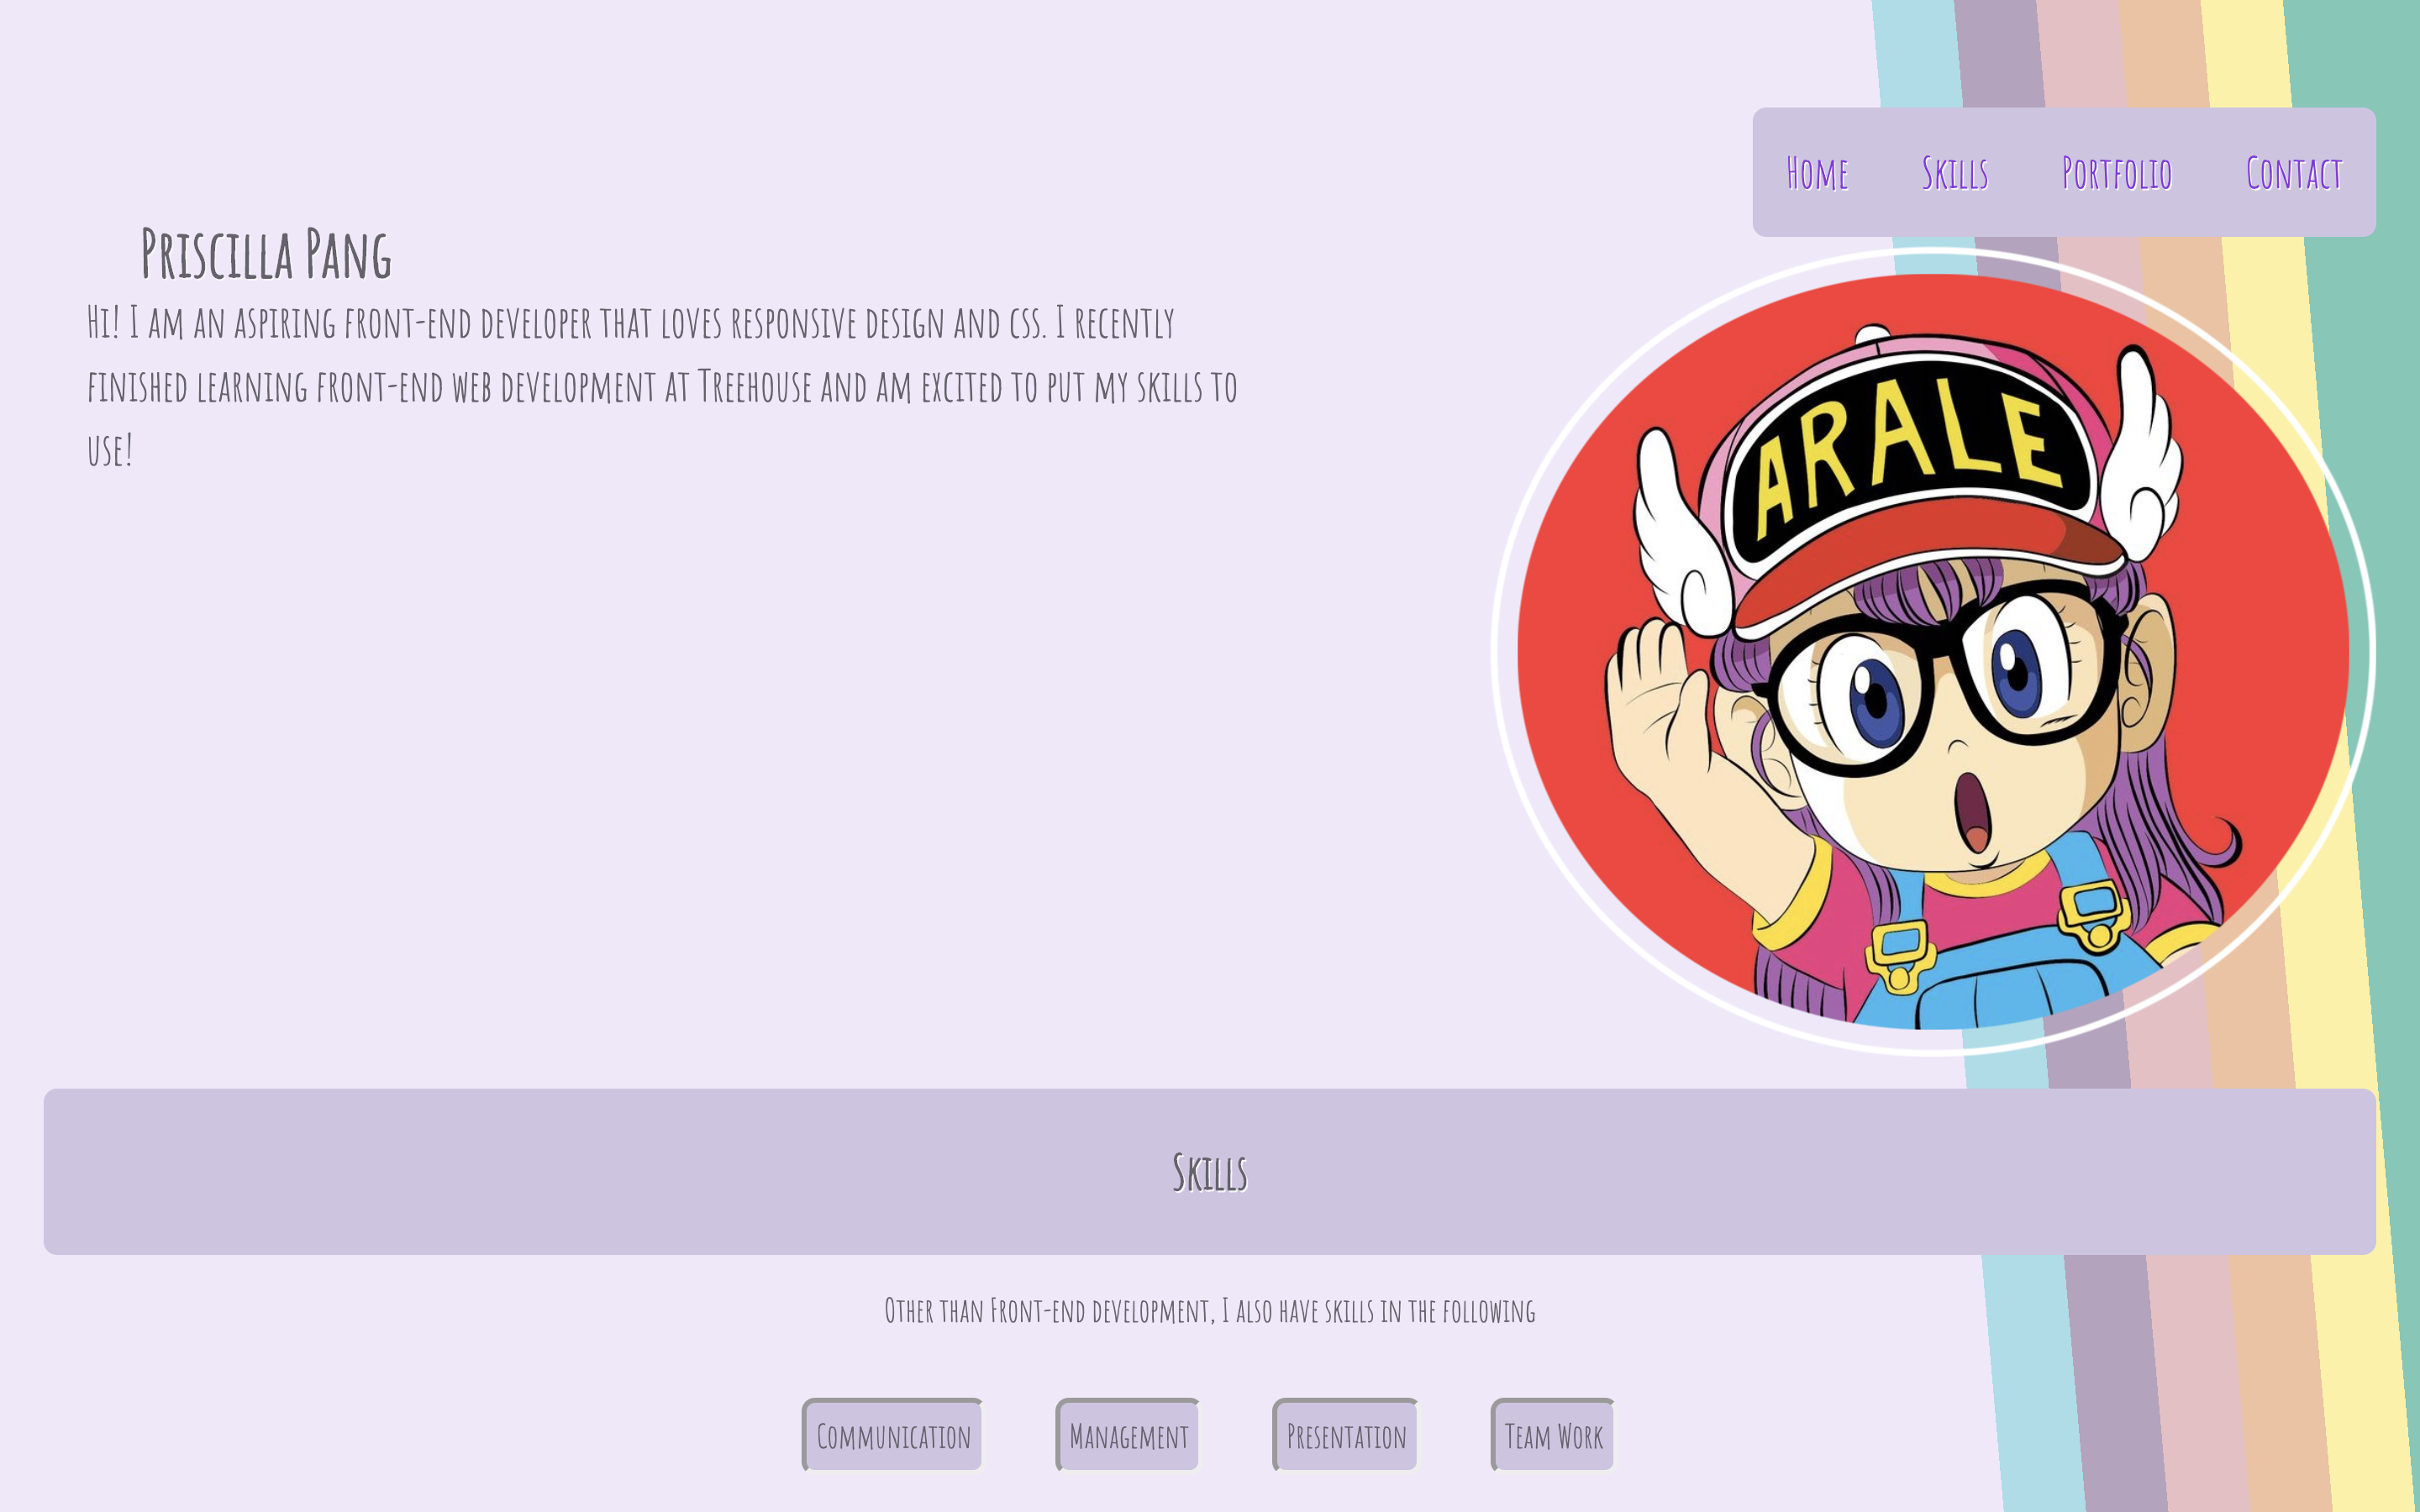 Home Skills Portfolio Contact
Priscilla Pang
Hi! I am an aspiring front-end developer that loves responsive design and css. I recently
finished learning front-end web development at Treehouse and am excited to put my skills to
use!
ARALE
Skills
Other than Front-end development, I also have skills in the following
Communication Management Presentation Team Work